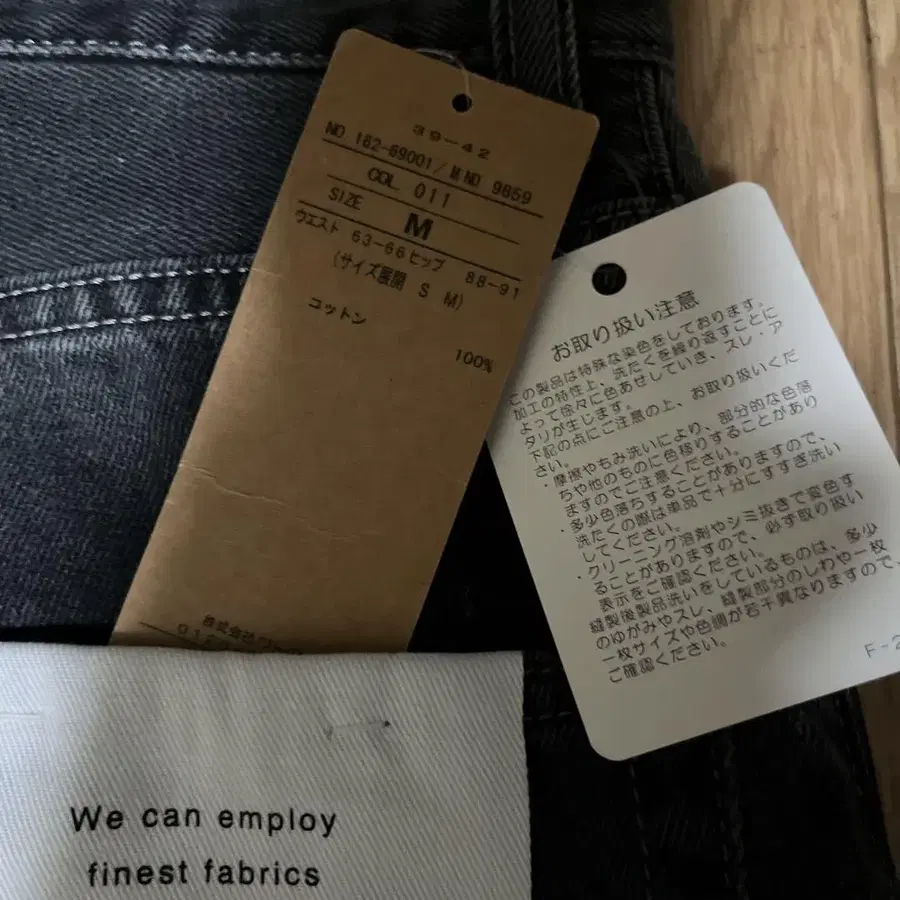 39-42
NO 162-69001/M.NO 9859
COL 011
SIZE M
ウエスト 63-66 ヒップ 88-91
(サイズ展開 S M)
コットン
100%
株式会社
お取り扱い注意
この製品は特殊な染色をしております。
加工の特性上、洗たくを繰り返すことに
よって徐々に色あせしていき、スレ・ア
タリが生じます。
下記の点にご注意の上、お取り扱いくだ
さい。
・摩擦やもみ洗いにより、部分的な色落
ちや他のものに色移りすることがあり
ますのでご注意ください。
・多少色落ちすることがありますので、
洗たくの際は単品で十分にすすぎ洗い
してください。
・クリーニング溶剤やシミ抜きで変色す
ることがありますので、必ず取り扱い
表示をご確認ください。
縫製後製品洗いをしているものは、多少
のゆがみやスレ、縫製部分のしわや一枚
一枚サイズや色調が若干異なりますので、
ご確認ください。
F-2
We can employ
finest fabrics